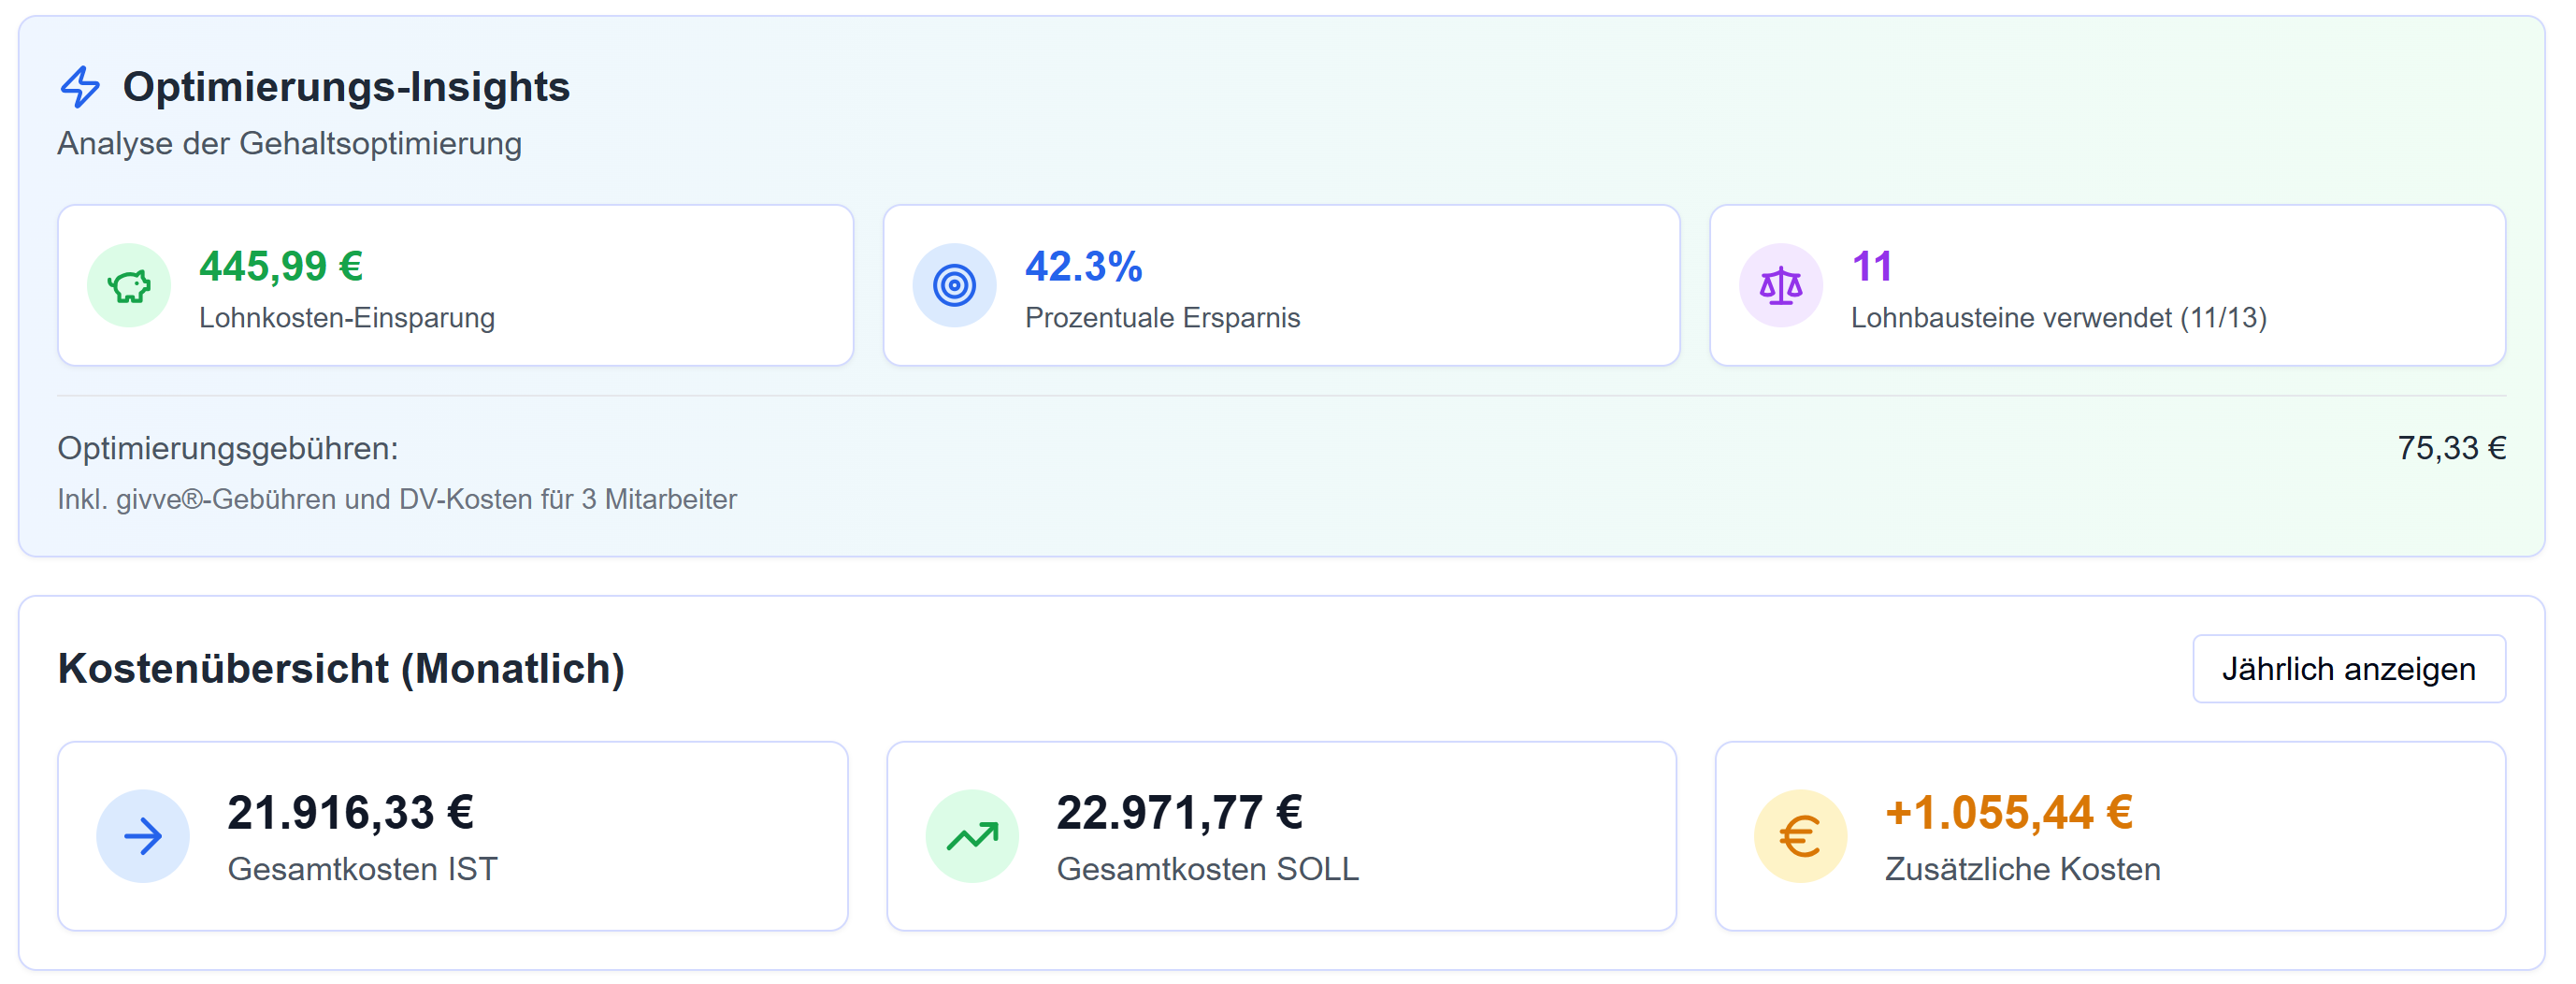 Optimierungs-Insights
Analyse der Gehaltsoptimierung
445,99 €
Lohnkosten-Einsparung
42.3%
Prozentuale Ersparnis
11
Lohnbausteine verwendet (11/13)
Optimierungsgebühren:
75,33 €
Inkl. givve®-Gebühren und DV-Kosten für 3 Mitarbeiter
Kostenübersicht (Monatlich)
Jährlich anzeigen
21.916,33 €
Gesamtkosten IST
22.971,77 €
Gesamtkosten SOLL
+1.055,44 €
Zusätzliche Kosten